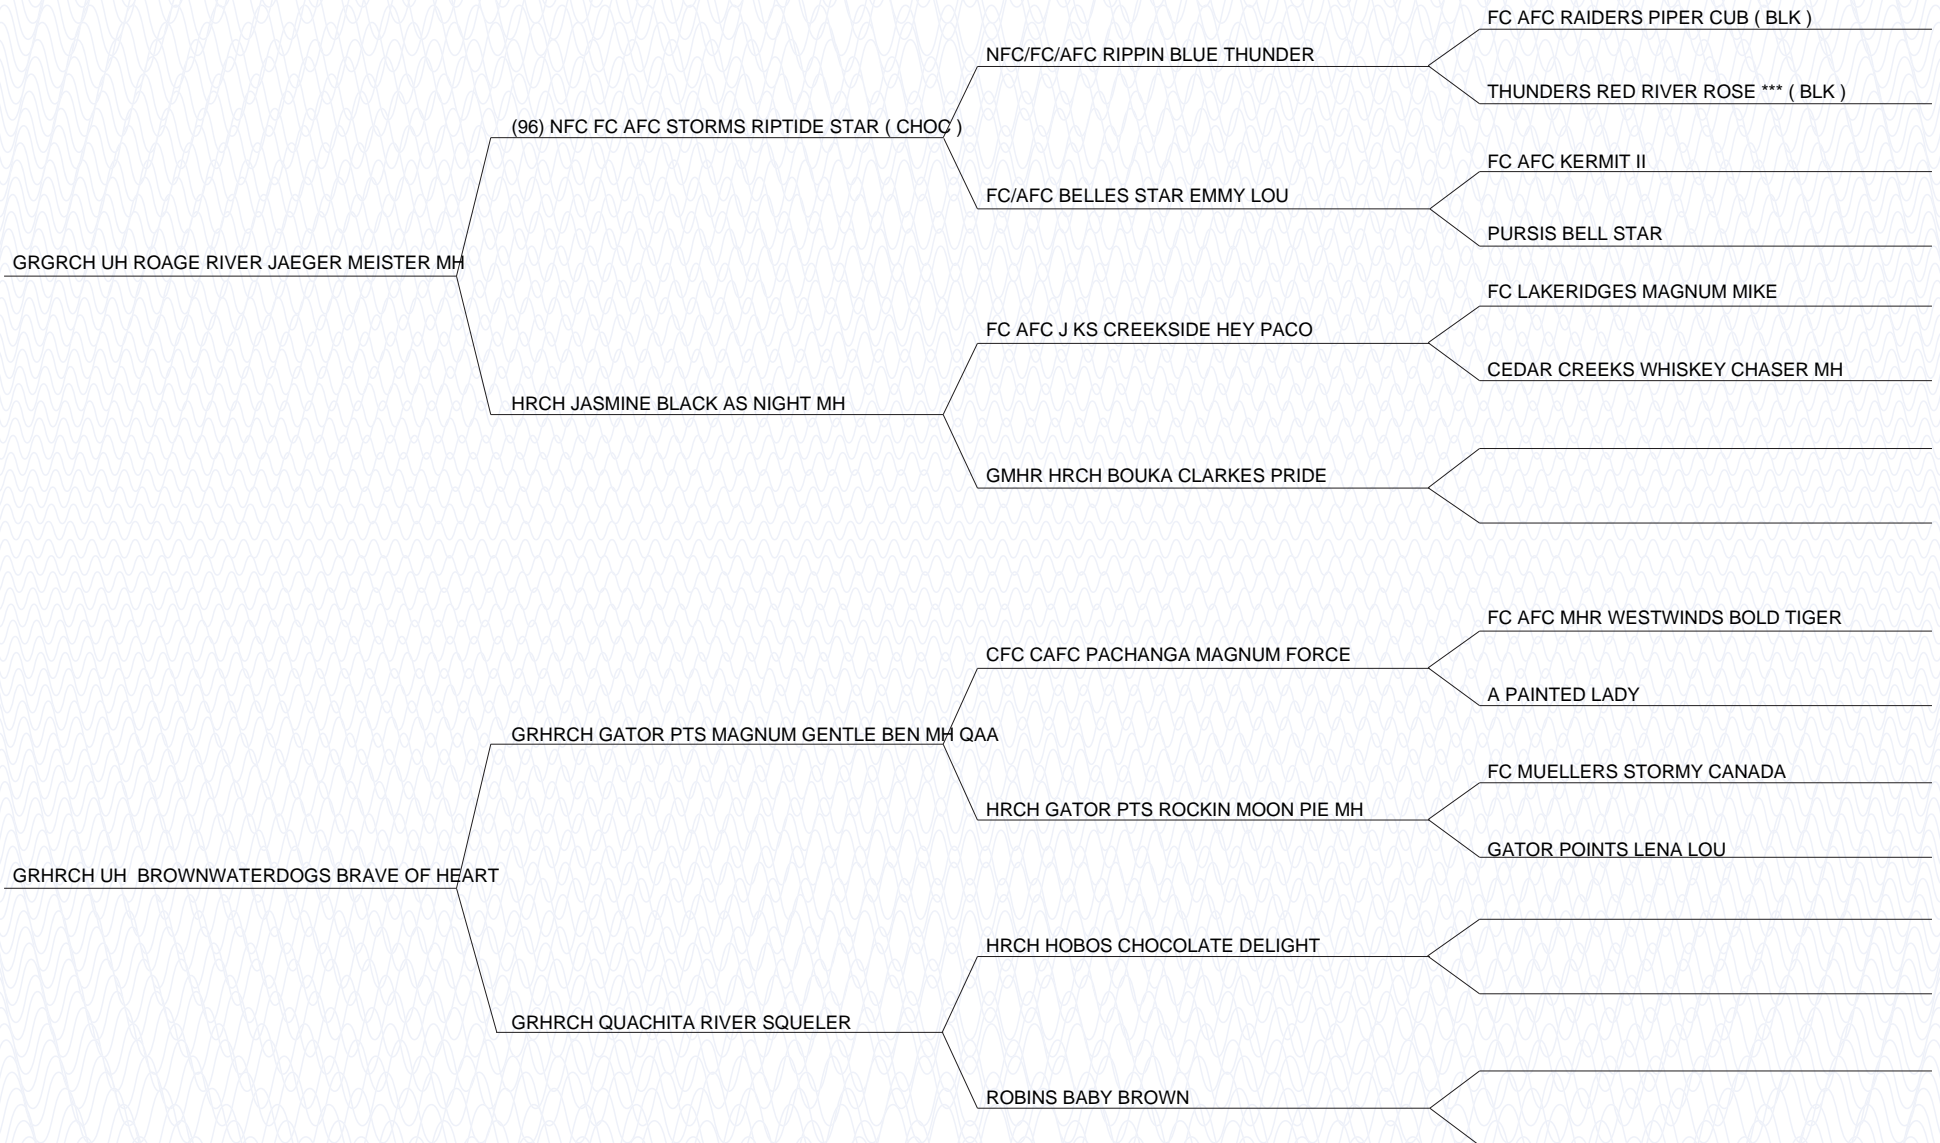 FC AFC RAIDERS PIPER CUB ( BLK )
NFC/FC/AFC RIPPIN BLUE THUNDER
THUNDERS RED RIVER ROSE *** ( BLK )
(96) NFC FC AFC STORMS RIPTIDE STAR ( CHOC )
FC AFC KERMIT II
FC/AFC BELLES STAR EMMY LOU
PURSIS BELL STAR
GRGRCH UH ROAGE RIVER JAEGER MEISTER MH
FC LAKERIDGES MAGNUM MIKE
FC AFC J KS CREEKSIDE HEY PACO
CEDAR CREEKS WHISKEY CHASER MH
HRCH JASMINE BLACK AS NIGHT MH
GMHR HRCH BOUKA CLARKES PRIDE
FC AFC MHR WESTWINDS BOLD TIGER
CFC CAFC PACHANGA MAGNUM FORCE
A PAINTED LADY
GRHRCH GATOR PTS MAGNUM GENTLE BEN MH QAA
FC MUELLERS STORMY CANADA
HRCH GATOR PTS ROCKIN MOON PIE MH
GATOR POINTS LENA LOU
GRHRCH UH  BROWNWATERDOGS BRAVE OF HEART
HRCH HOBOS CHOCOLATE DELIGHT
GRHRCH QUACHITA RIVER SQUELER
ROBINS BABY BROWN